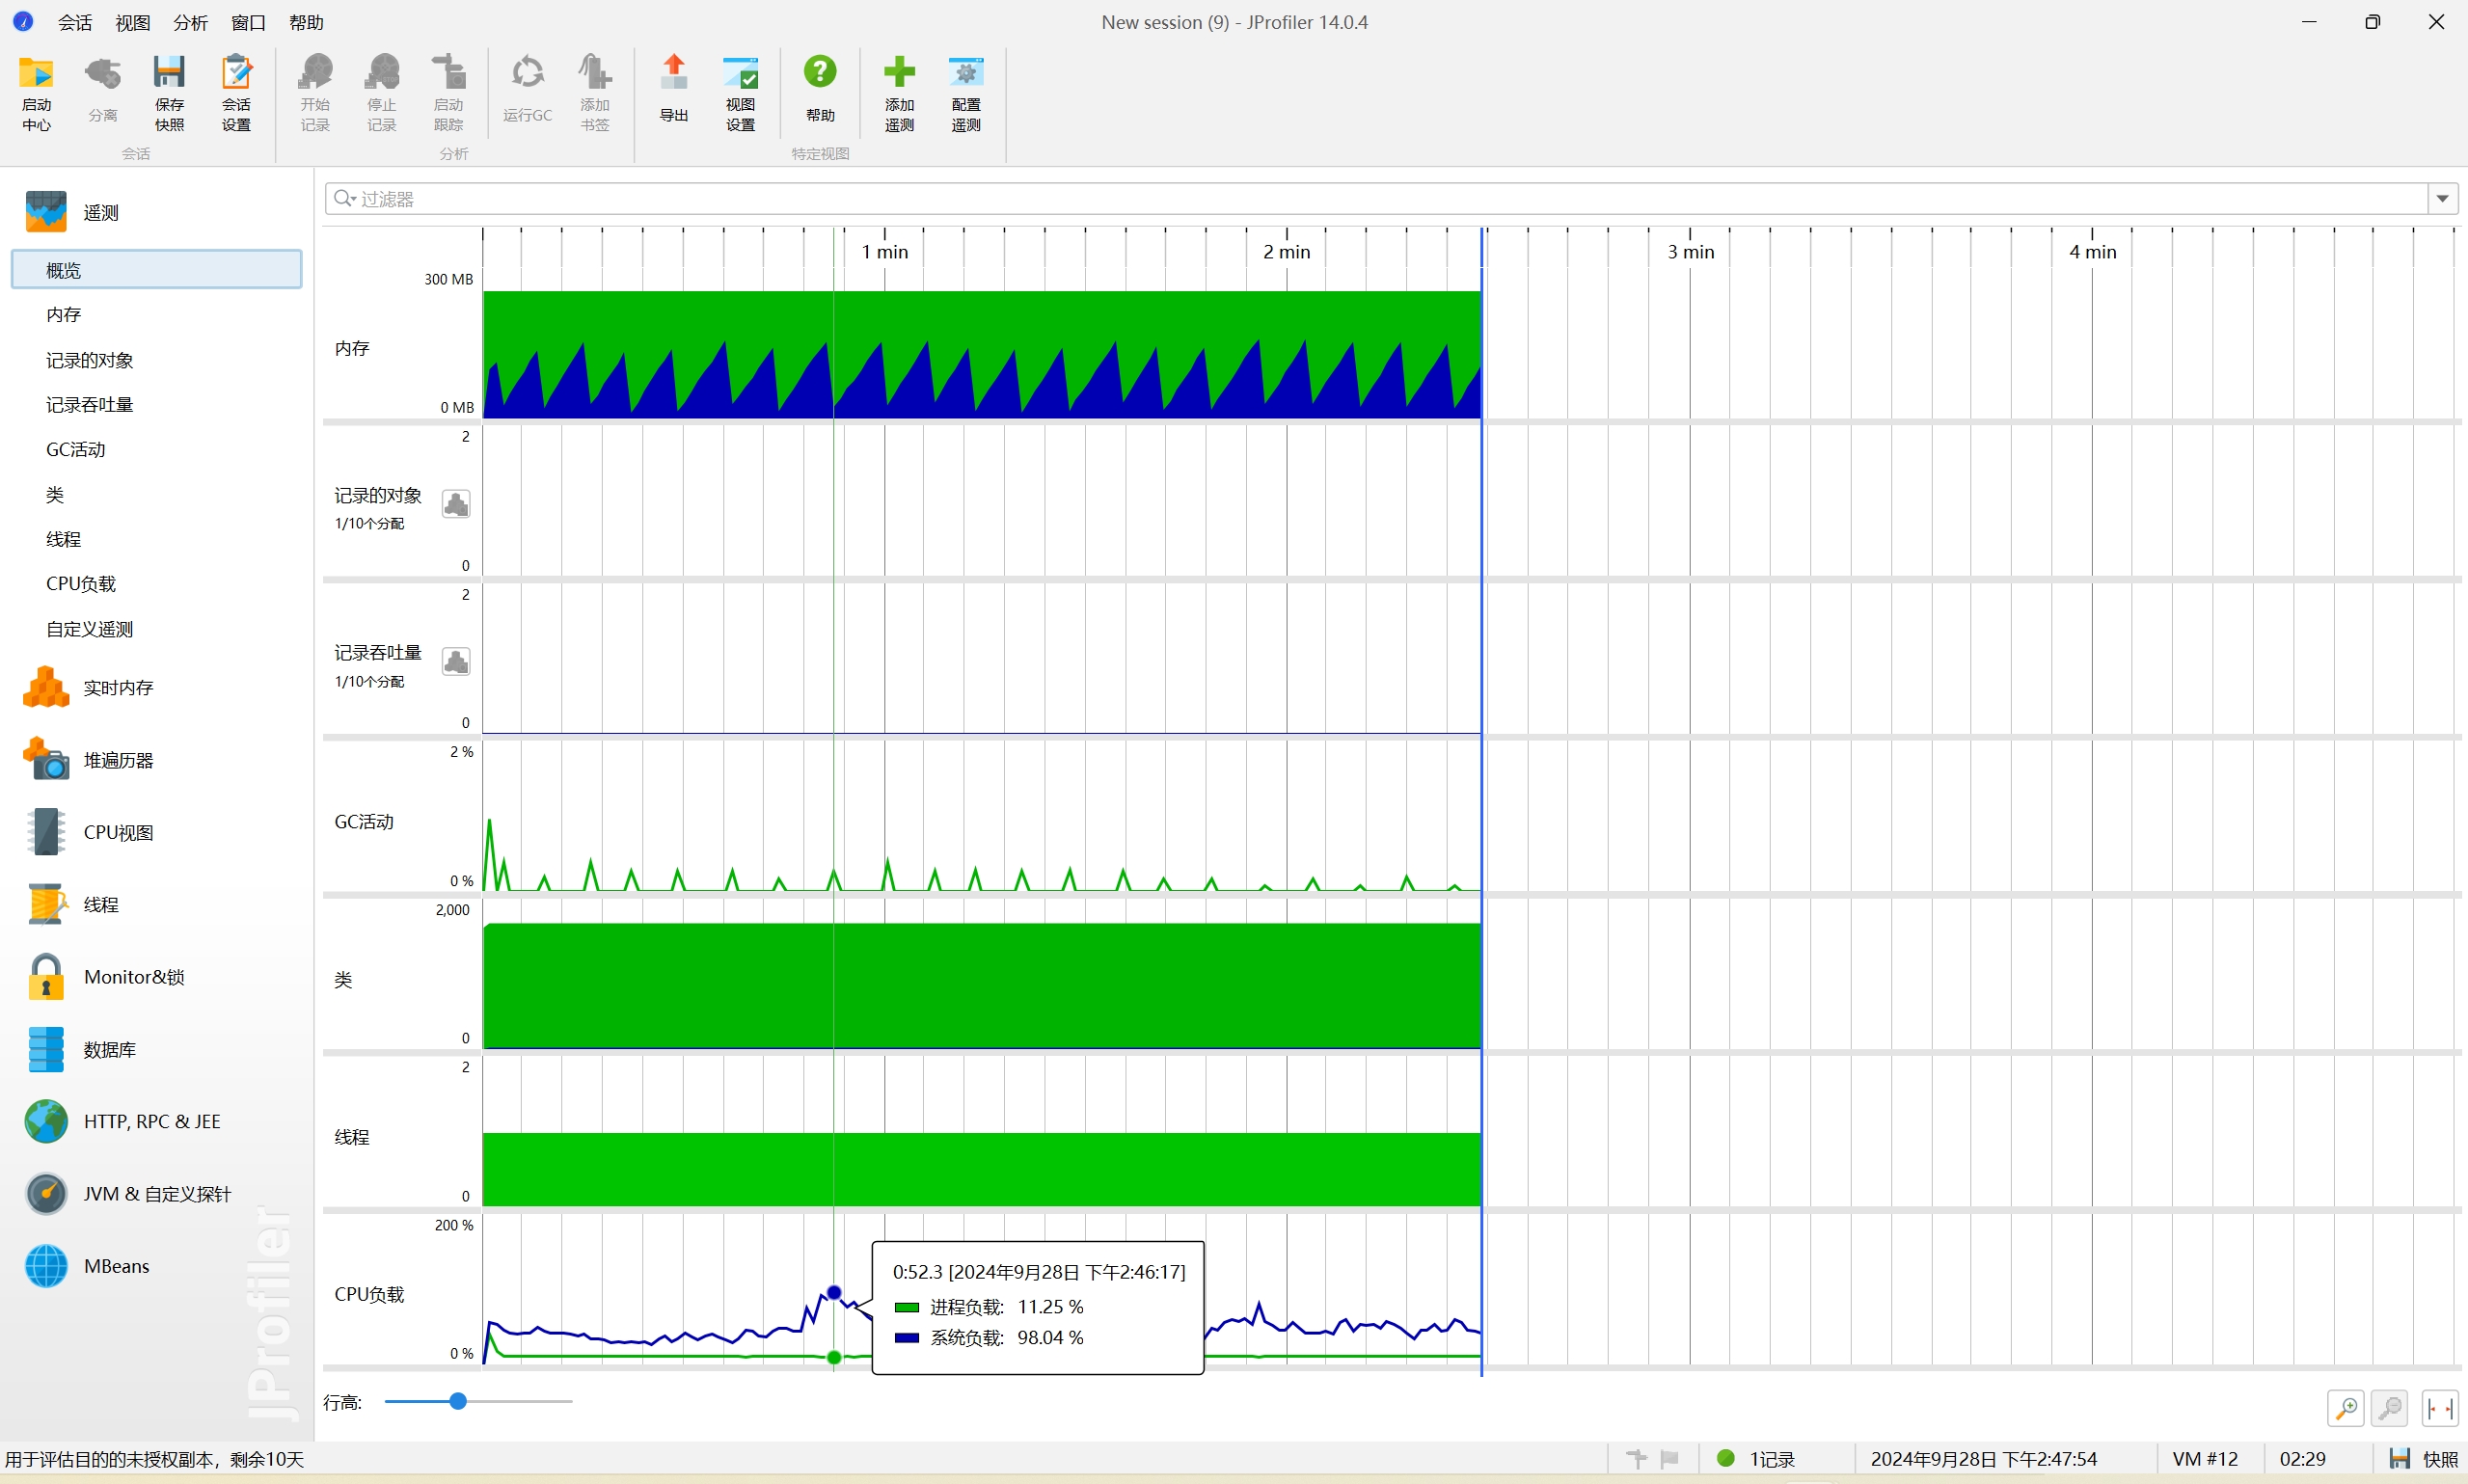 会话 视图 分析 窗口 帮助
New session (9) - JProfiler 14.0.4
启动中心
分离
保存快照
会话设置
开始记录
停止记录
启动跟踪
运行GC
添加书签
导出
视图设置
帮助
添加遥测
配置遥测
会话
分析
特定视图
遥测
概览
内存
记录的对象
记录吞吐量
GC活动
类
线程
CPU负载
自定义遥测
实时内存
堆遍历器
CPU视图
线程
Monitor&锁
数据库
HTTP, RPC & JEE
JVM & 自定义探针
MBeans
JProfiler
过滤器
1 min 2 min 3 min 4 min
300 MB
内存
0 MB
2
记录的对象
1/10个分配
0
2
记录吞吐量
1/10个分配
0
2 %
GC活动
0 %
2,000
类
0
2
线程
0
200 %
CPU负载
0 %
0:52.3 [2024年9月28日 下午2:46:17]
进程负载: 11.25 %
系统负载: 98.04 %
行高:
用于评估目的的未授权副本，剩余10天
1记录
2024年9月28日 下午2:47:54
VM #12
02:29
快照